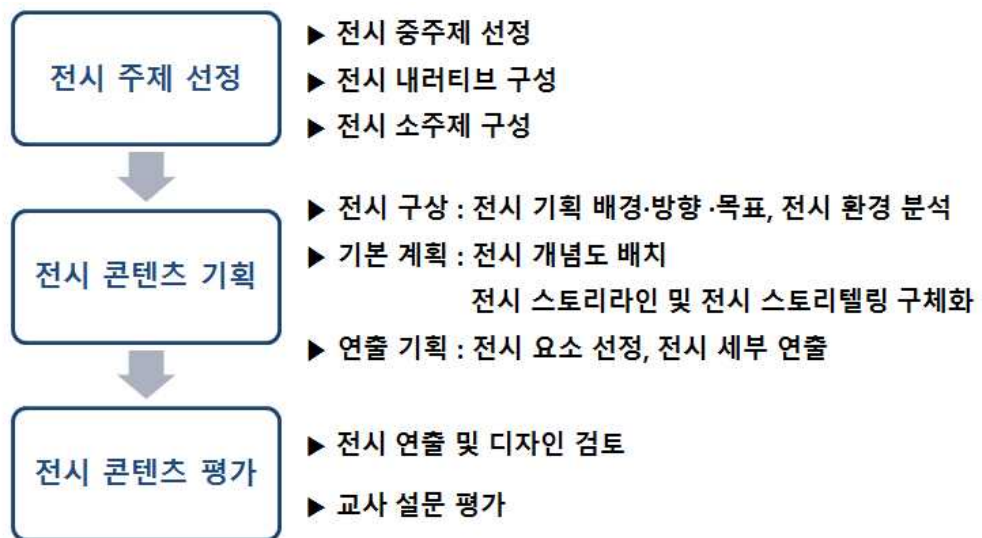 전시 주제 선정
▶ 전시 중주제 선정
▶ 전시 내러티브 구성
▶ 전시 소주제 구성
전시 콘텐츠 기획
▶ 전시 구상 : 전시 기획 배경·방향 ·목표, 전시 환경 분석
▶ 기본 계획 : 전시 개념도 배치
전시 스토리라인 및 전시 스토리텔링 구체화
▶ 연출 기획 : 전시 요소 선정, 전시 세부 연출
전시 콘텐츠 평가
▶ 전시 연출 및 디자인 검토
▶ 교사 설문 평가